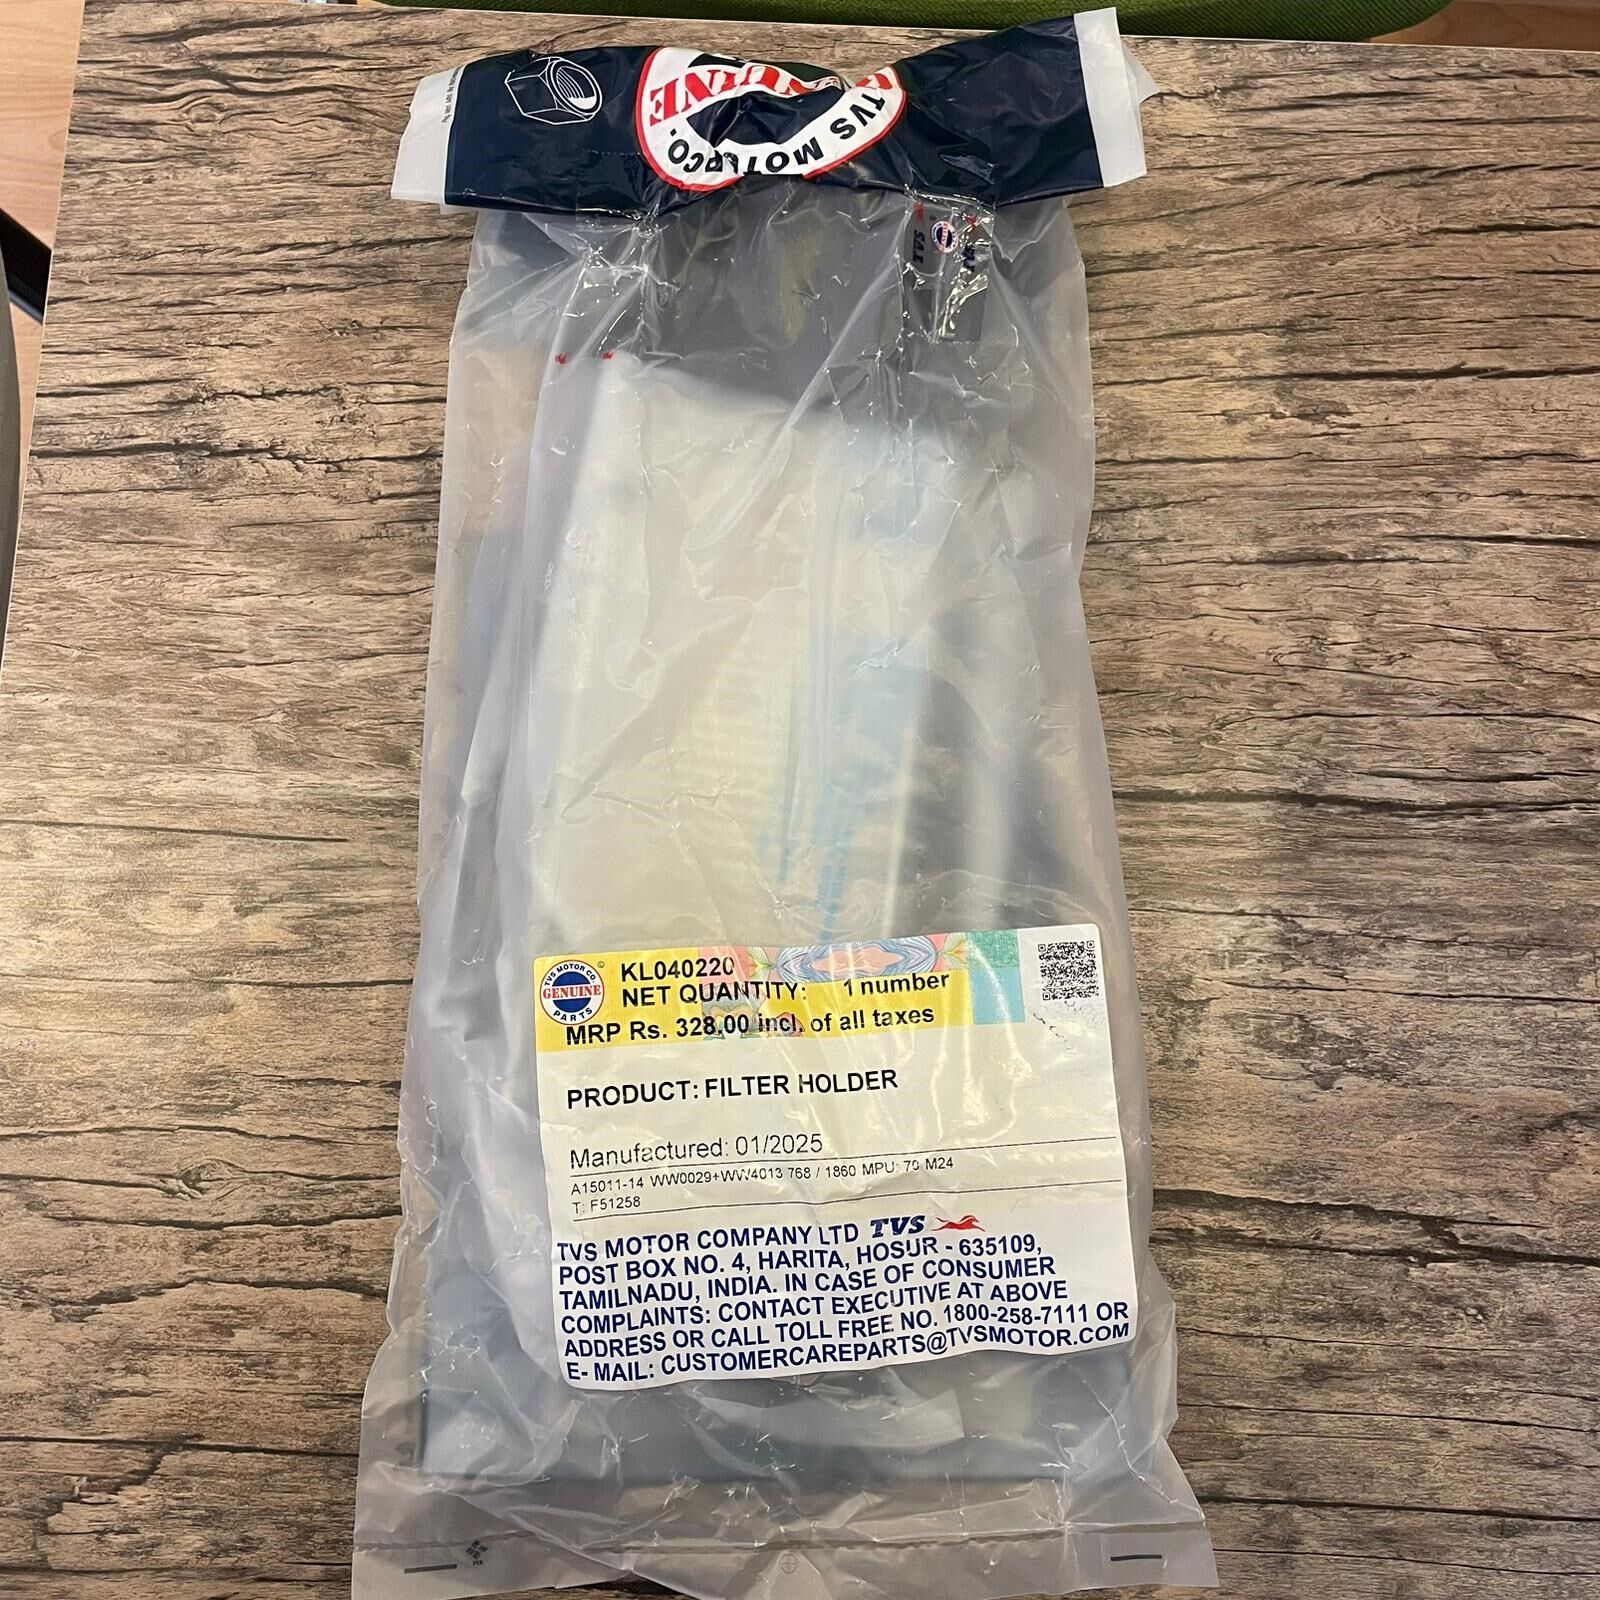 GENUINE
TVS MOTOR CO.
TVS
TVS
TVS MOTOR CO.
GENUINE
PARTS
KL040220
NET QUANTITY: 1 number
MRP Rs. 328.00 incl. of all taxes
PRODUCT: FILTER HOLDER
Manufactured: 01/2025
A15011-14 WW0029+WW4013 768 / 1860 MPU: 70 M24
T: F51258
TVS MOTOR COMPANY LTD TVS
POST BOX NO. 4, HARITA, HOSUR - 635109,
TAMILNADU, INDIA. IN CASE OF CONSUMER
COMPLAINTS: CONTACT EXECUTIVE AT ABOVE
ADDRESS OR CALL TOLL FREE NO. 1800-258-7111 OR
E- MAIL: CUSTOMERCAREPARTS@TVSMOTOR.COM